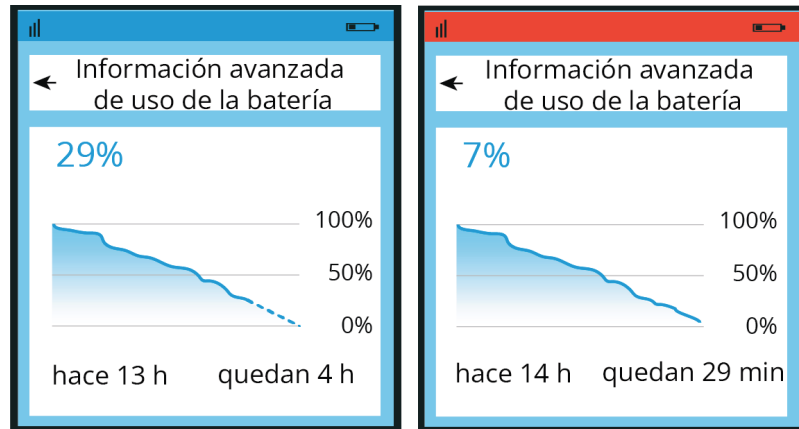 Información avanzada
de uso de la batería
29%
100%
50%
0%
hace 13 h
quedan 4 h
Información avanzada
de uso de la batería
7%
100%
50%
0%
hace 14 h
quedan 29 min